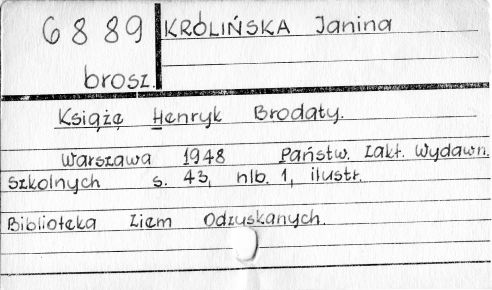 6889 KRÓLIŃSKA Janina
brosz.
Książę Henryk Brodaty.
Warszawa 1948 Państw. Zakł. Wydawn.
Szkolnych s. 43, nlb. 1, ilustr.
Biblioteka Ziem Odzyskanych.